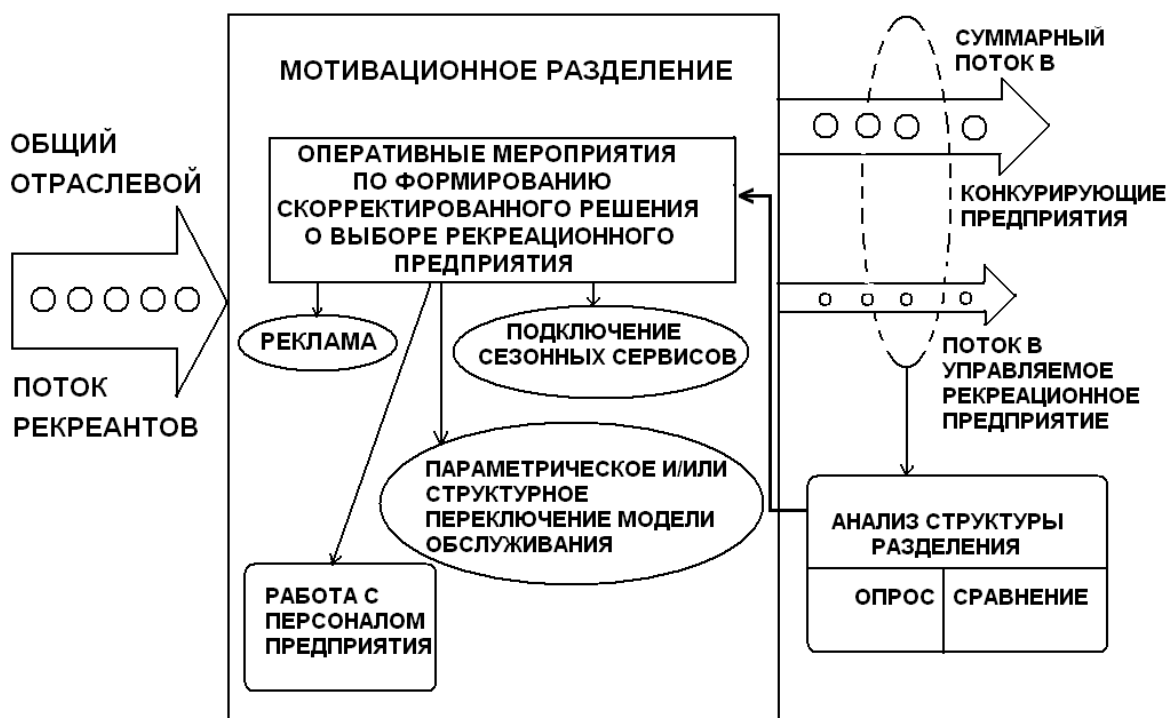 МОТИВАЦИОННОЕ РАЗДЕЛЕНИЕ
ОБЩИЙ
ОТРАСЛЕВОЙ
ПОТОК
РЕКРЕАНТОВ
ОПЕРАТИВНЫЕ МЕРОПРИЯТИЯ
ПО ФОРМИРОВАНИЮ
СКОРРЕКТИРОВАННОГО РЕШЕНИЯ
О ВЫБОРЕ РЕКРЕАЦИОННОГО
ПРЕДПРИЯТИЯ
РЕКЛАМА
ПОДКЛЮЧЕНИЕ
СЕЗОННЫХ СЕРВИСОВ
ПАРАМЕТРИЧЕСКОЕ И/ИЛИ
СТРУКТУРНОЕ
ПЕРЕКЛЮЧЕНИЕ МОДЕЛИ
ОБСЛУЖИВАНИЯ
РАБОТА С
ПЕРСОНАЛОМ
ПРЕДПРИЯТИЯ
СУММАРНЫЙ
ПОТОК В
КОНКУРИРУЮЩИЕ
ПРЕДПРИЯТИЯ
ПОТОК В
УПРАВЛЯЕМОЕ
РЕКРЕАЦИОННОЕ
ПРЕДПРИЯТИЕ
АНАЛИЗ СТРУКТУРЫ
РАЗДЕЛЕНИЯ
ОПРОС
СРАВНЕНИЕ